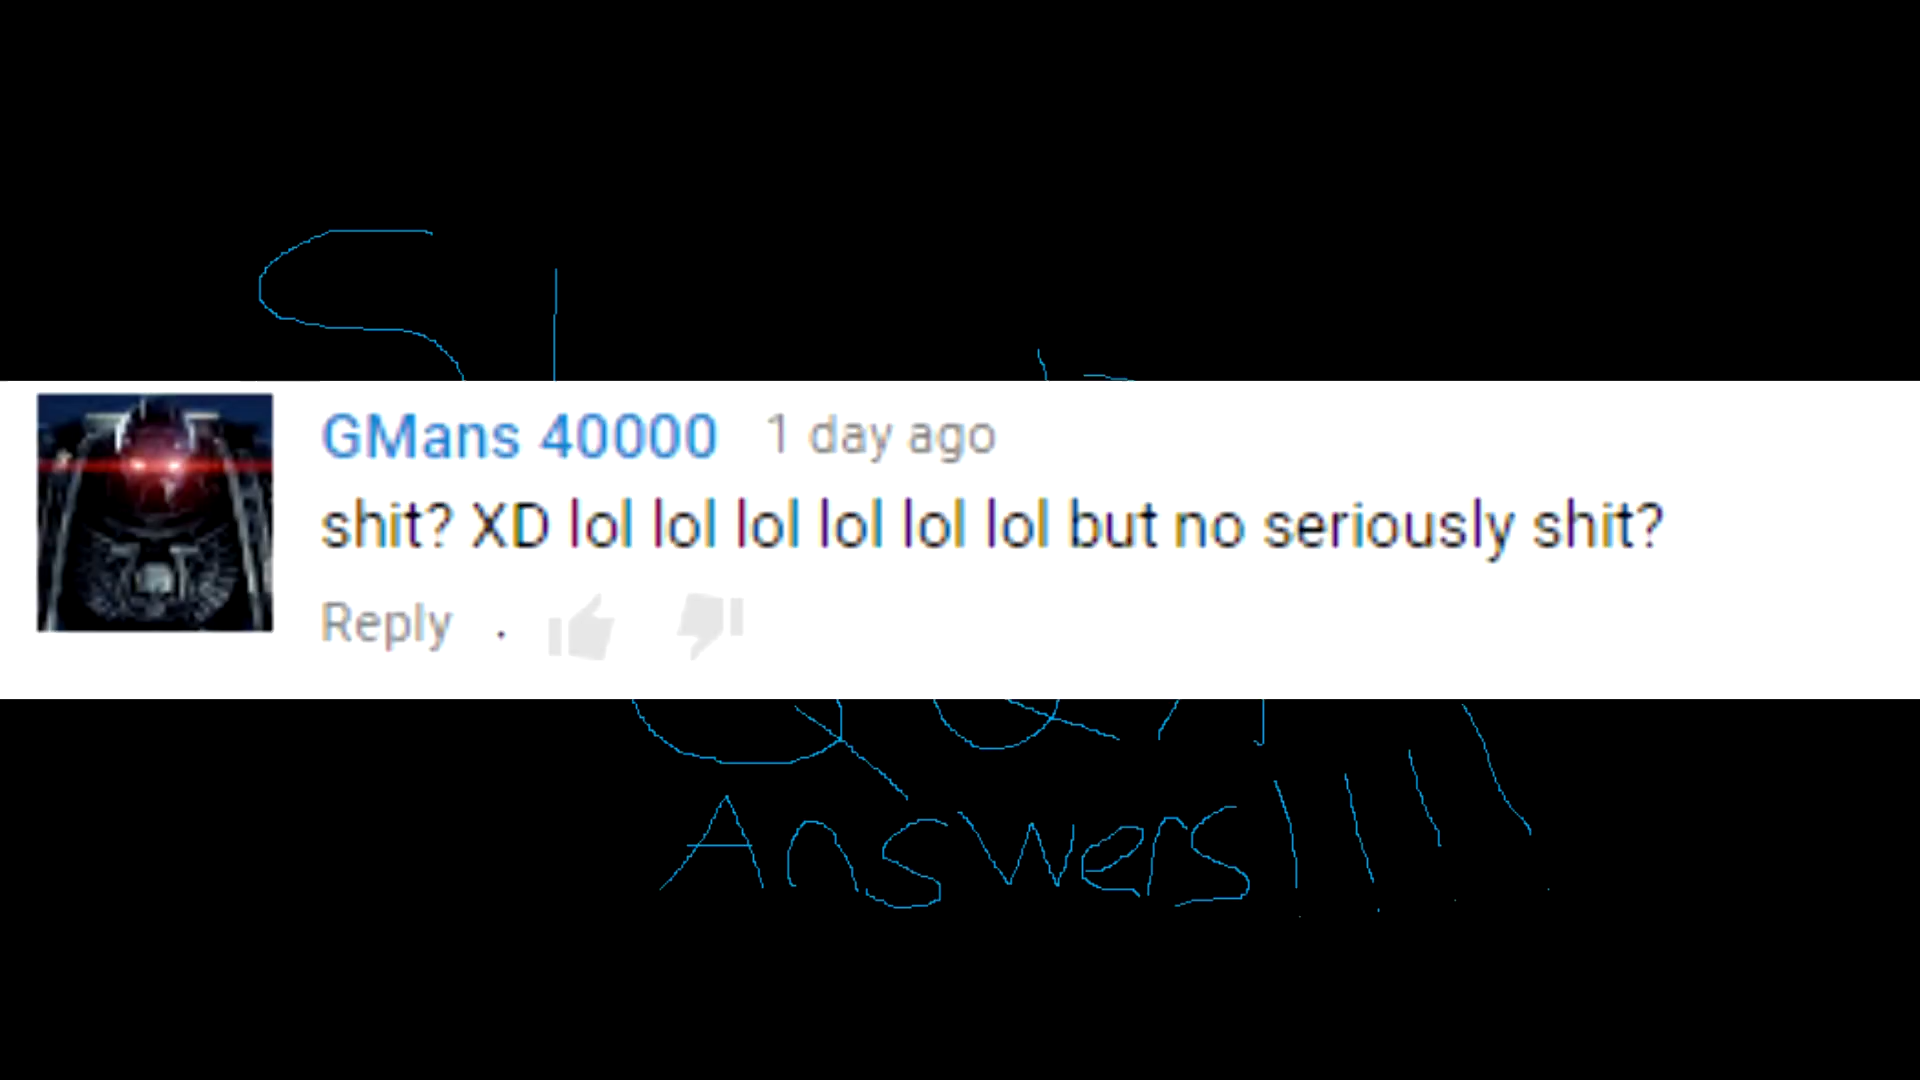 GMans 40000 1 day ago
shit? XD lol lol lol lol lol lol but no seriously shit?
Reply .
Answers!!!!